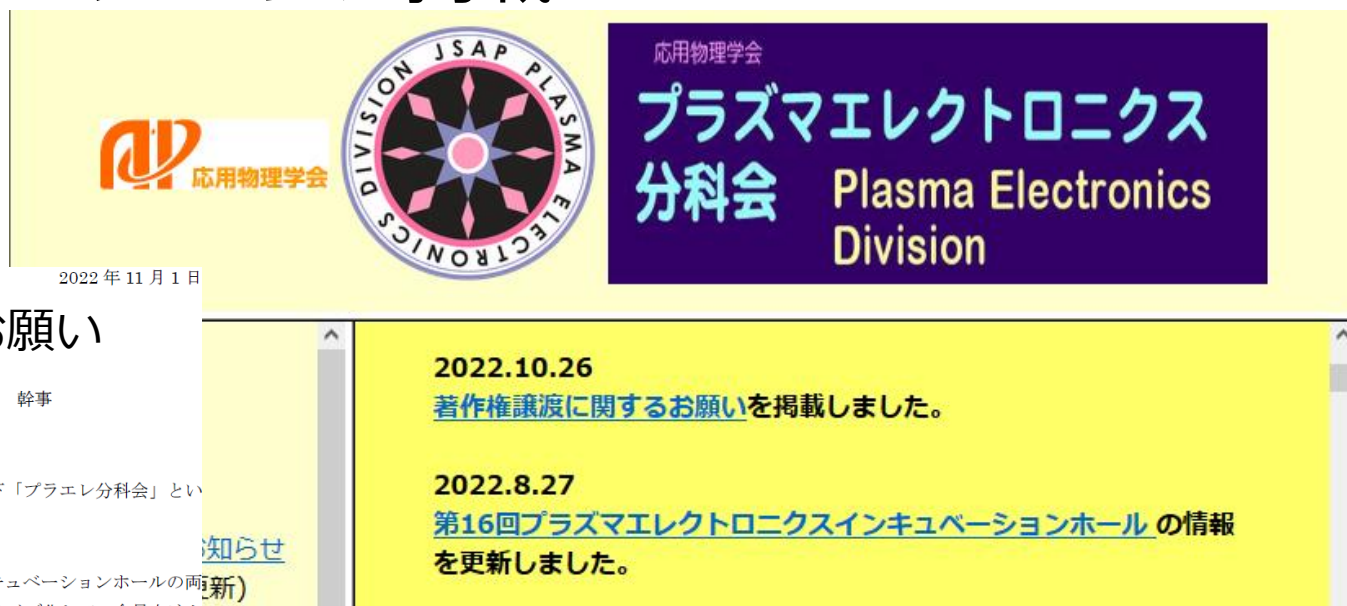 JSAP PLASMA ELECTRONICS DIVISION
応用物理学会
応用物理学会
プラズマエレクトロニクス
分科会 Plasma Electronics
Division
2022 年 11 月 1 日
お願い
幹事
「プラエレ分科会」とい
キュベーションホールの両
お知らせ
更新)
2022.10.26
著作権譲渡に関するお願いを掲載しました。
2022.8.27
第16回プラズマエレクトロニクスインキュベーションホール の情報
を更新しました。